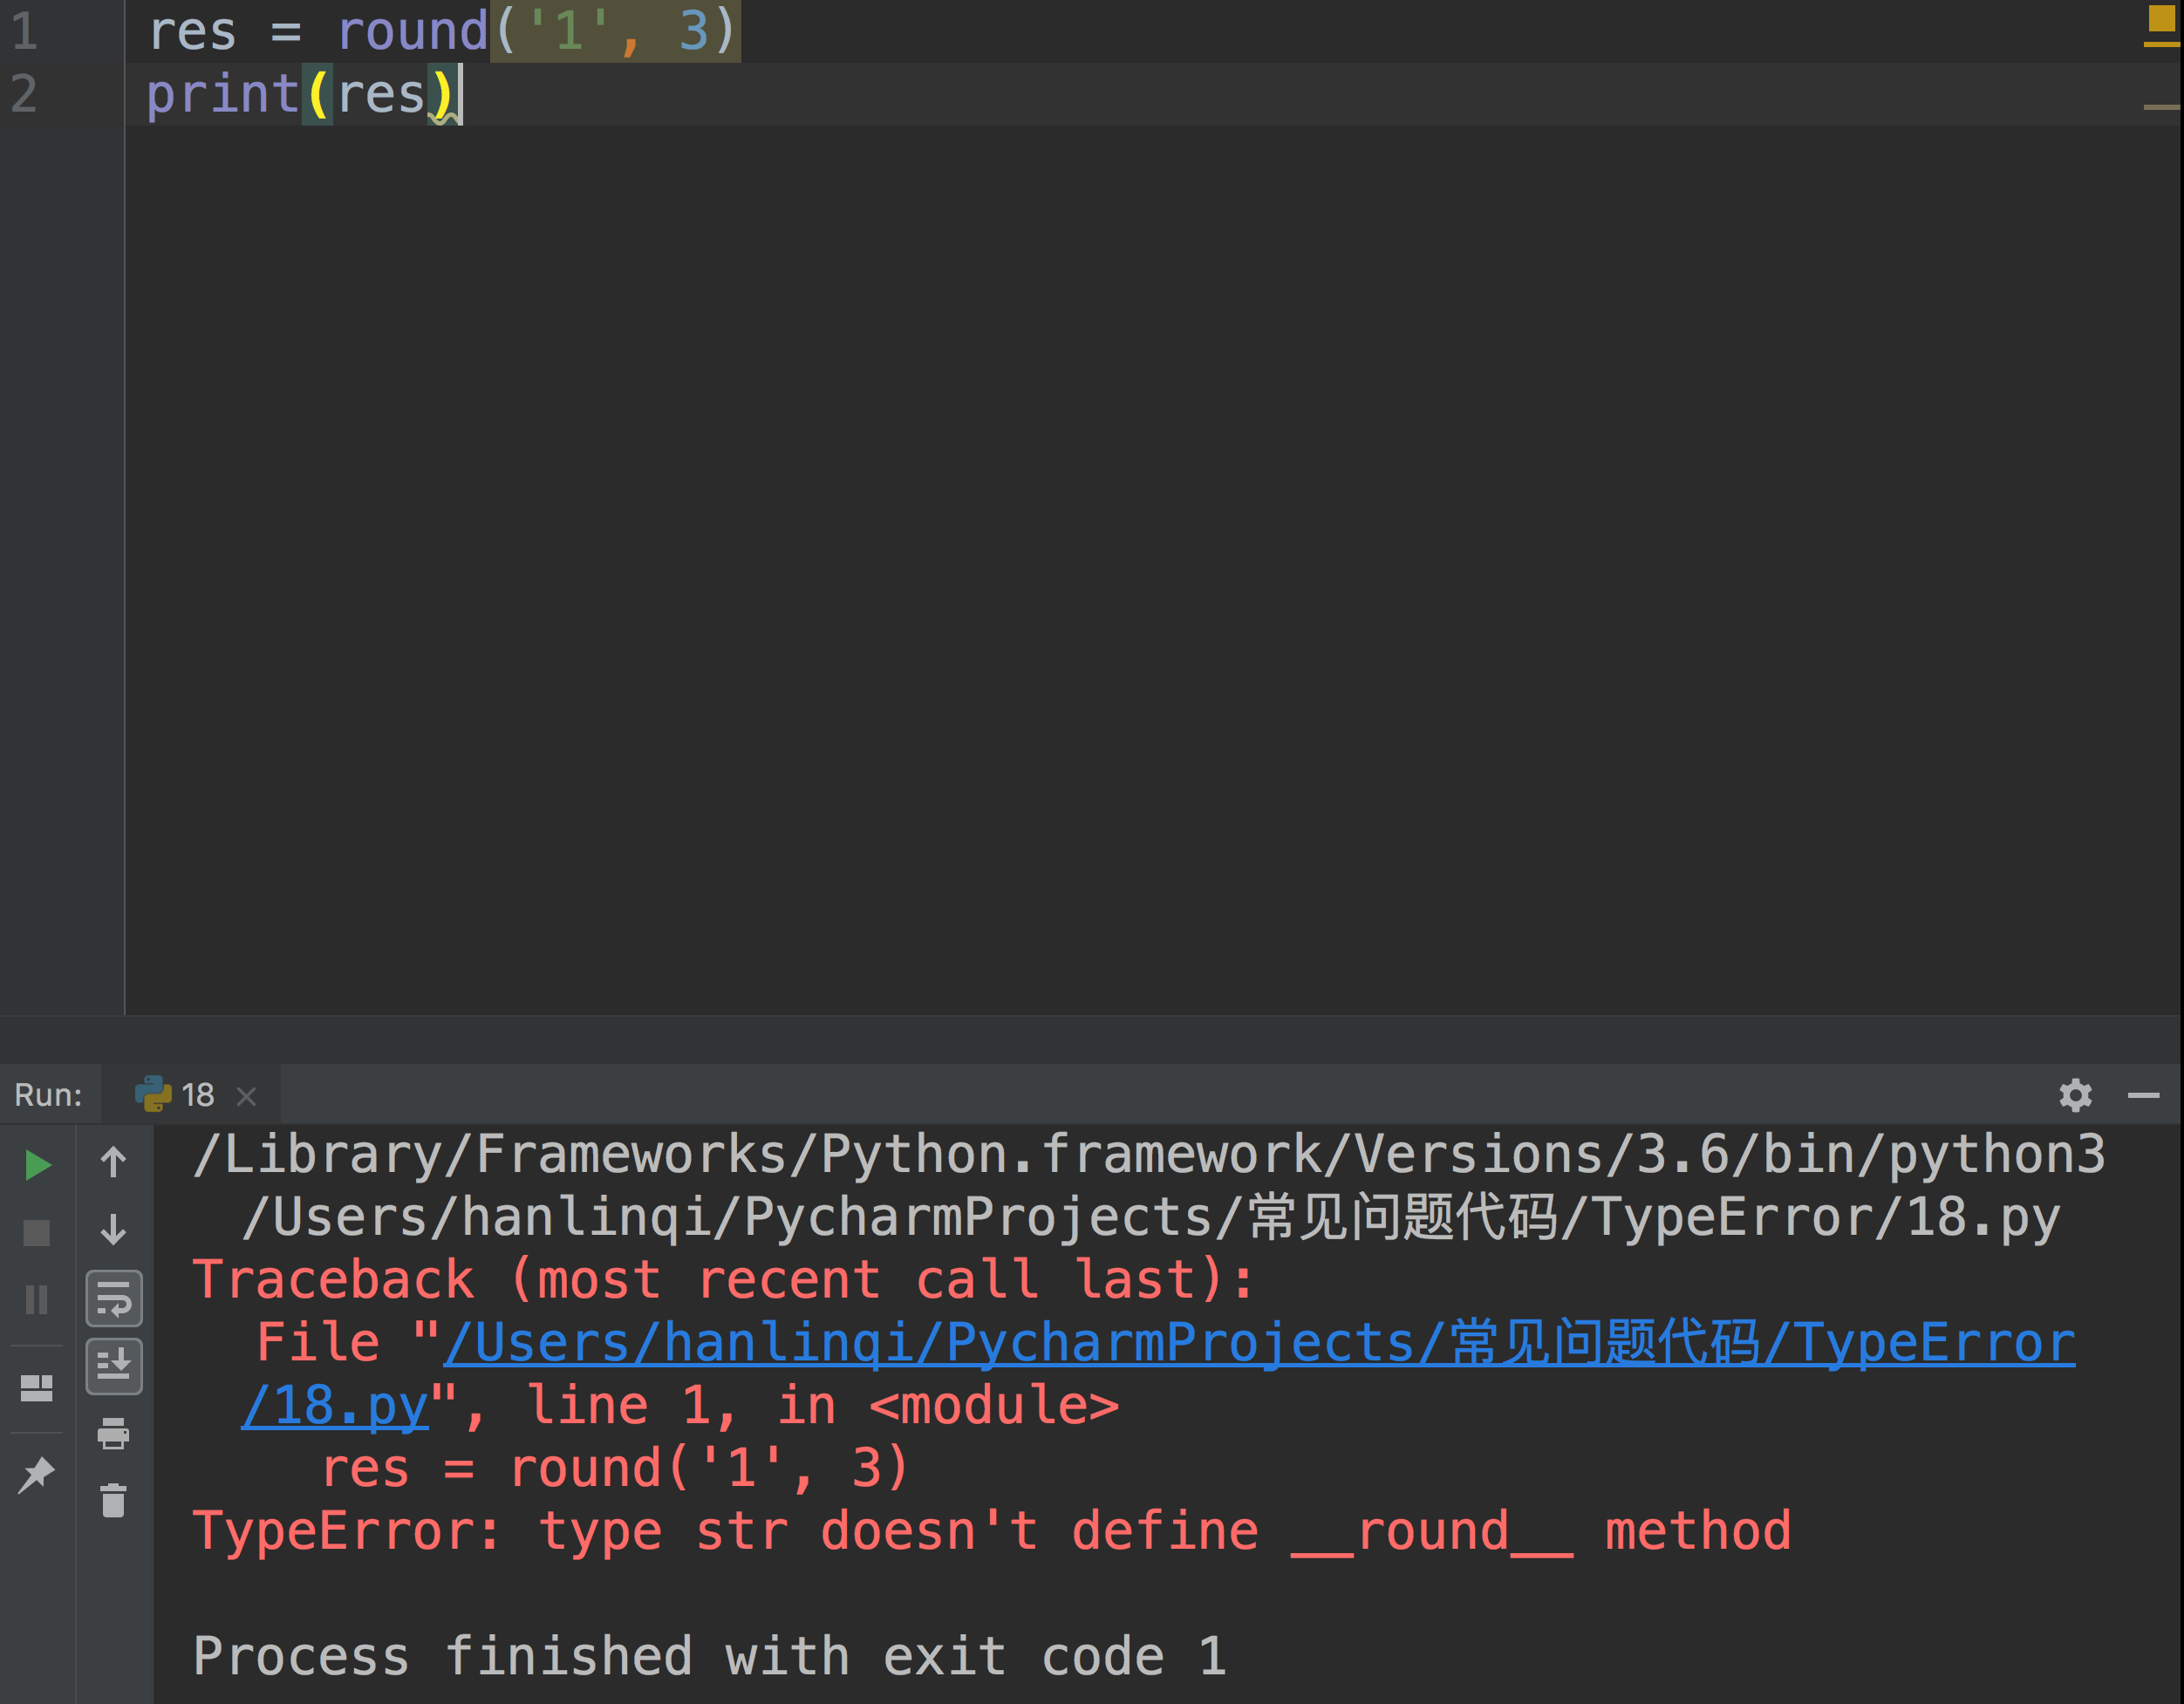 1 res = round('1', 3)
2 print(res)
Run: 18
/Library/Frameworks/Python.framework/Versions/3.6/bin/python3
/Users/hanlinqi/PycharmProjects/常见问题代码/TypeError/18.py
Traceback (most recent call last):
File "/Users/hanlinqi/PycharmProjects/常见问题代码/TypeError
/18.py", line 1, in <module>
res = round('1', 3)
TypeError: type str doesn't define __round__ method
Process finished with exit code 1